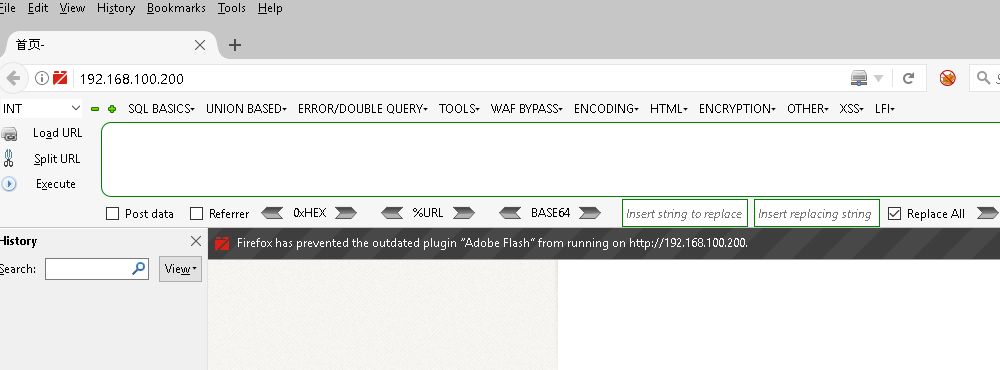 File Edit View History Bookmarks Tools Help
首页-
192.168.100.200
INT SQL BASICS UNION BASED ERROR/DOUBLE QUERY TOOLS WAF BYPASS ENCODING HTML ENCRYPTION OTHER XSS LFI
Load URL
Split URL
Execute
Post data Referrer 0xHEX %URL BASE64 Insert string to replace Insert replacing string Replace All
History
Firefox has prevented the outdated plugin "Adobe Flash" from running on http://192.168.100.200.
Search: View